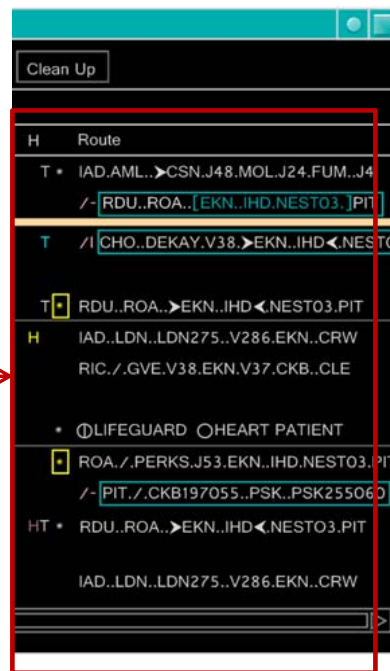 Clean Up
H Route
T * IAD.AML..➤CSN.J48.MOL.J24.FUM..J4
/- RDU..ROA..[EKN..IHD.NEST03.]PIT
T /I CHO..DEKAY.V38.➤EKN..IHD⮜.NEST0
T * RDU..ROA..➤EKN..IHD⮜.NEST03.PIT
H IAD..LDN..LDN275..V286.EKN..CRW
RIC./.GVE.V38.EKN.V37.CKB..CLE
* ⦶LIFEGUARD ◯HEART PATIENT
* ROA./.PERKS.J53.EKN..IHD.NEST03.PIT
/- PIT./.CKB197055..PSK..PSK255060
HT * RDU..ROA..➤EKN..IHD⮜.NEST03.PIT
IAD..LDN..LDN275..V286.EKN..CRW